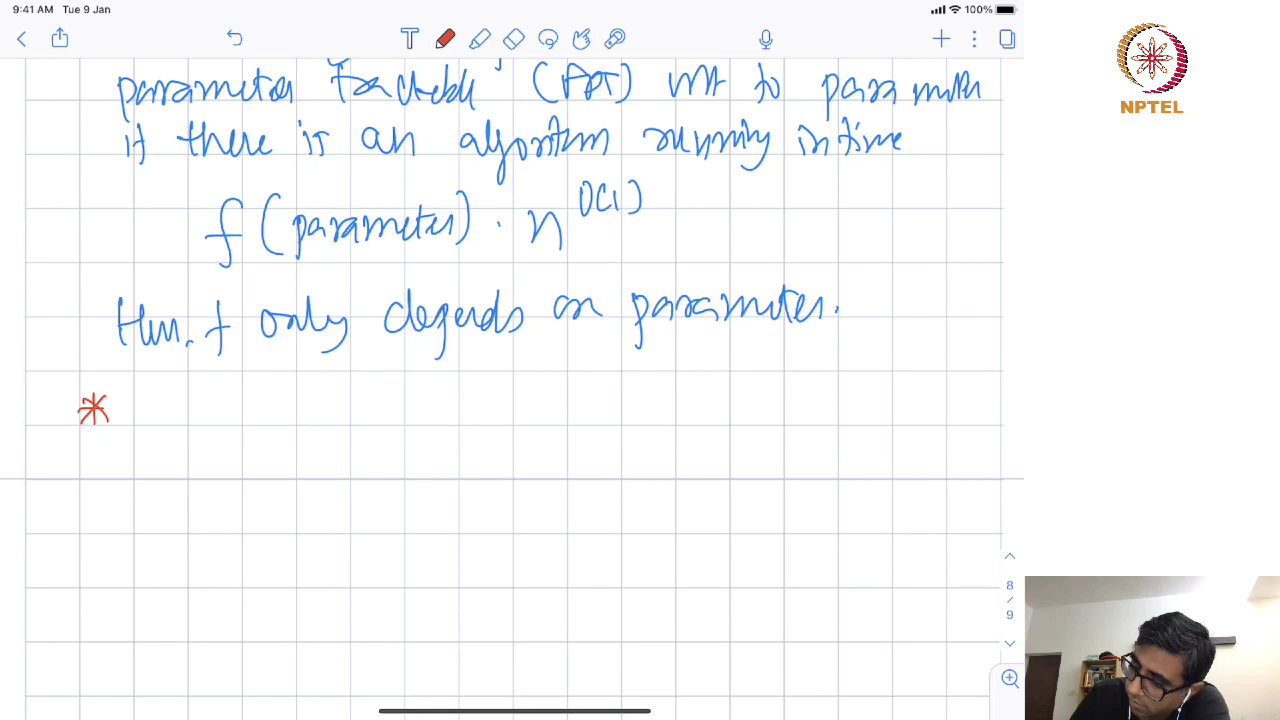 9:41 AM Tue 9 Jan
100%
NPTEL
parameter tractable" (FPT) wrt to parameter
if there is an algorithm running in time
f (parameter) · n^O(1)
Here, f only depends on parameter.
*
8
/
9